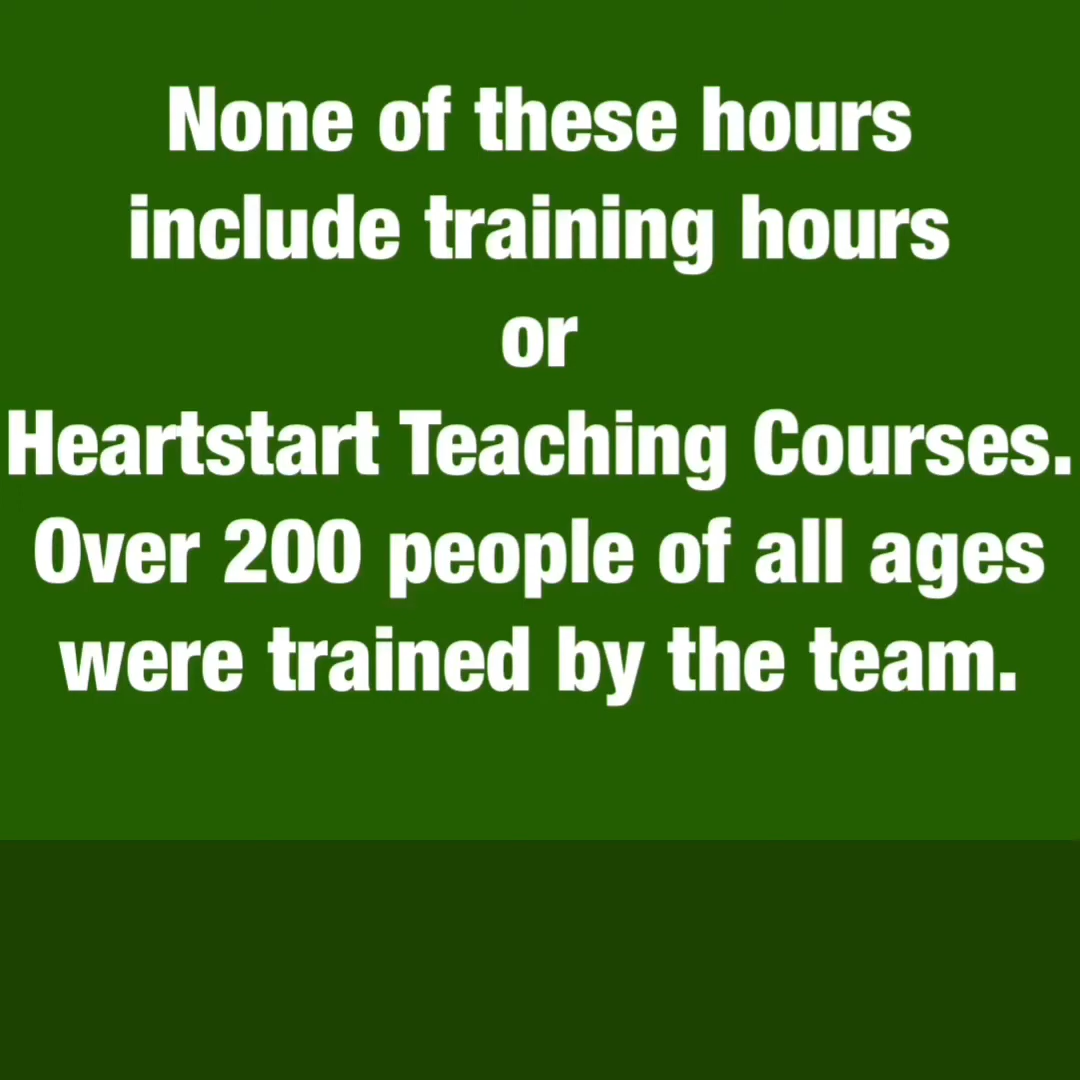 None of these hours
include training hours
or
Heartstart Teaching Courses.
Over 200 people of all ages
were trained by the team.